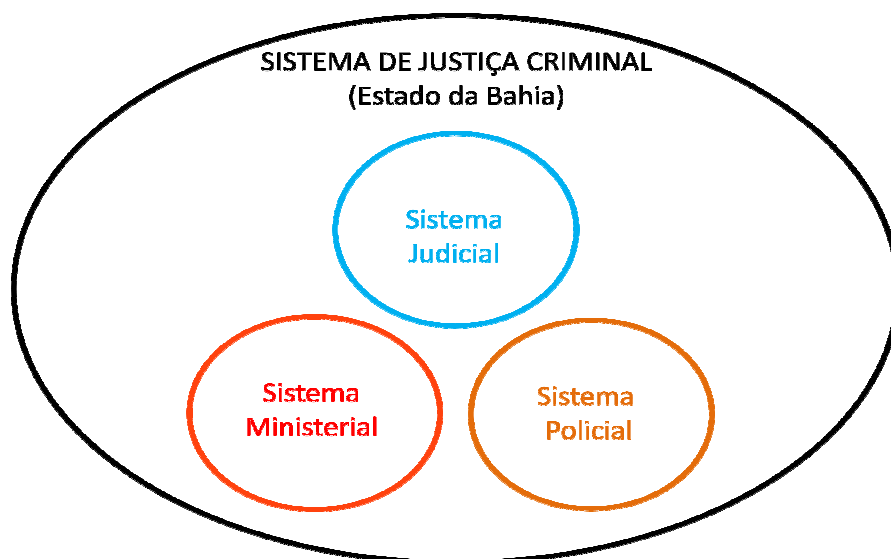 SISTEMA DE JUSTIÇA CRIMINAL
(Estado da Bahia)
Sistema
Judicial
Sistema
Ministerial
Sistema
Policial